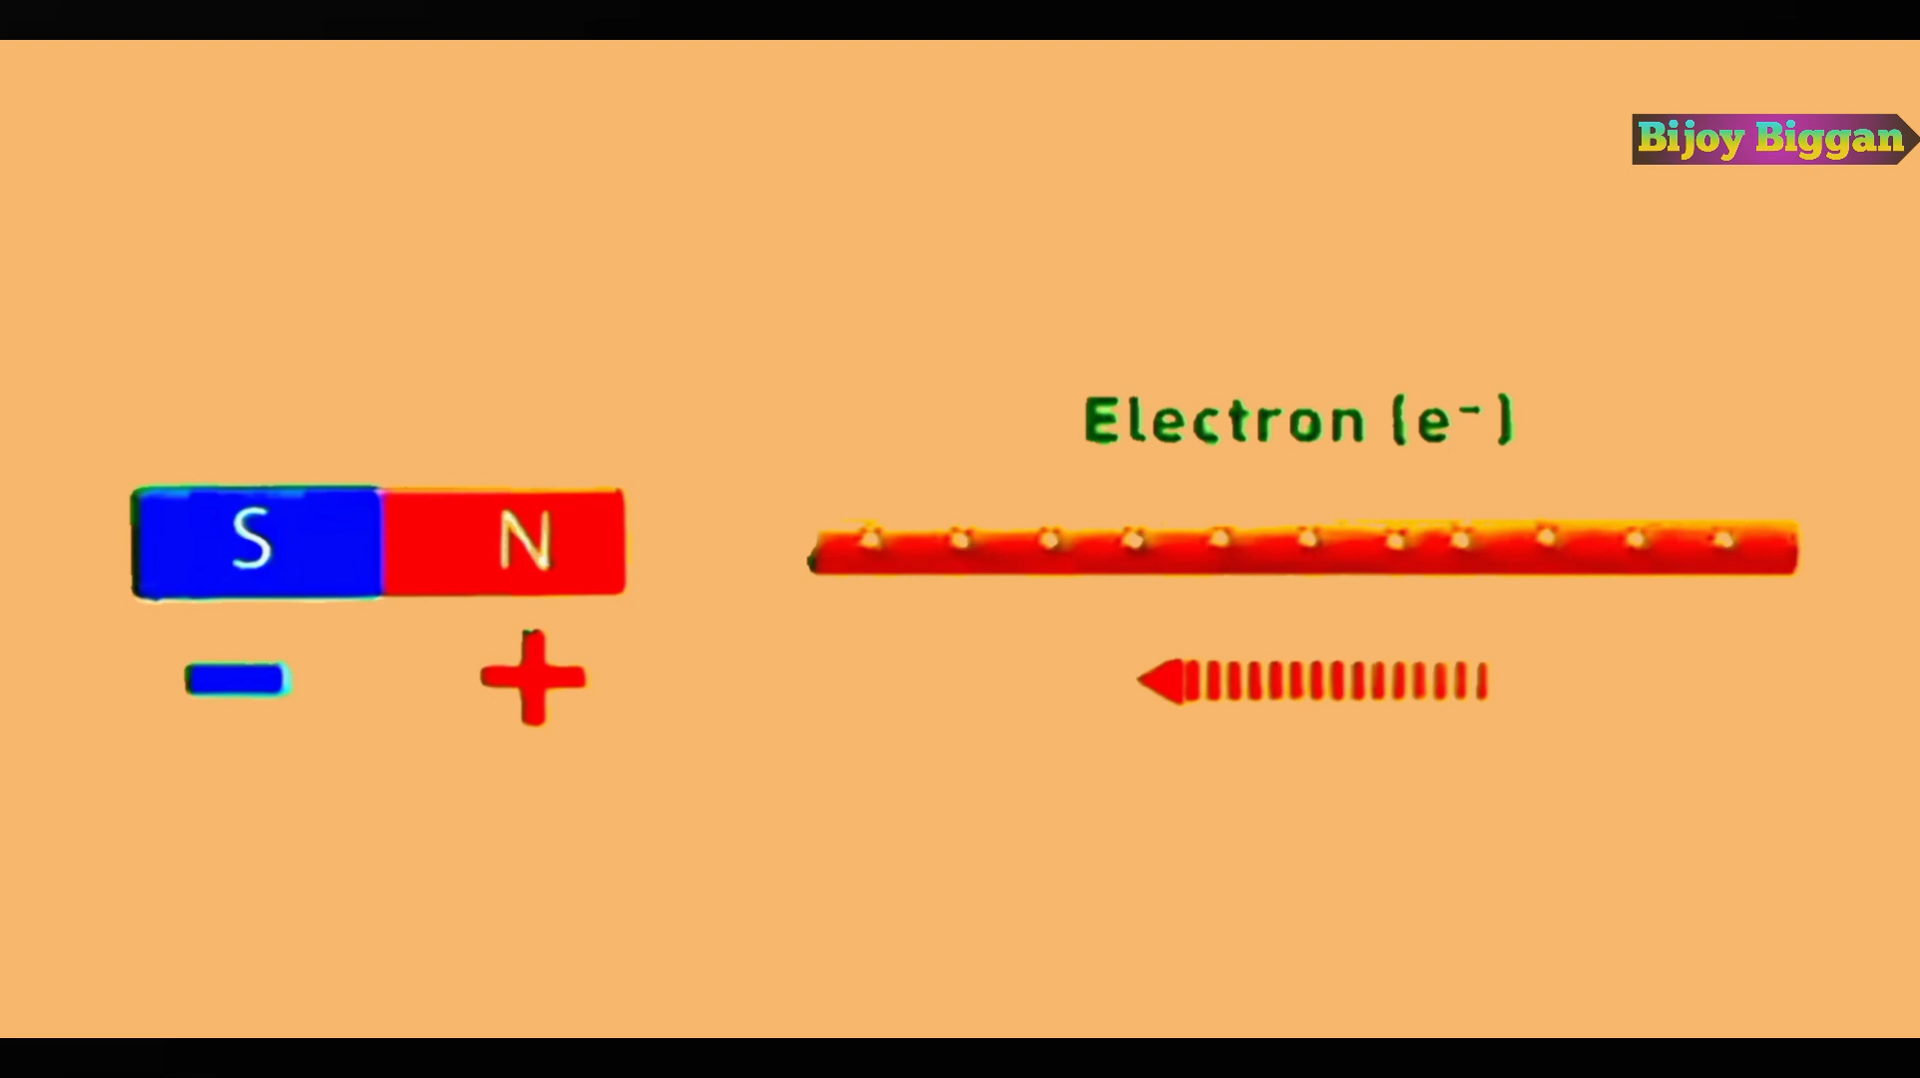 Bijoy Biggan
Electron (e⁻)
S N
− +